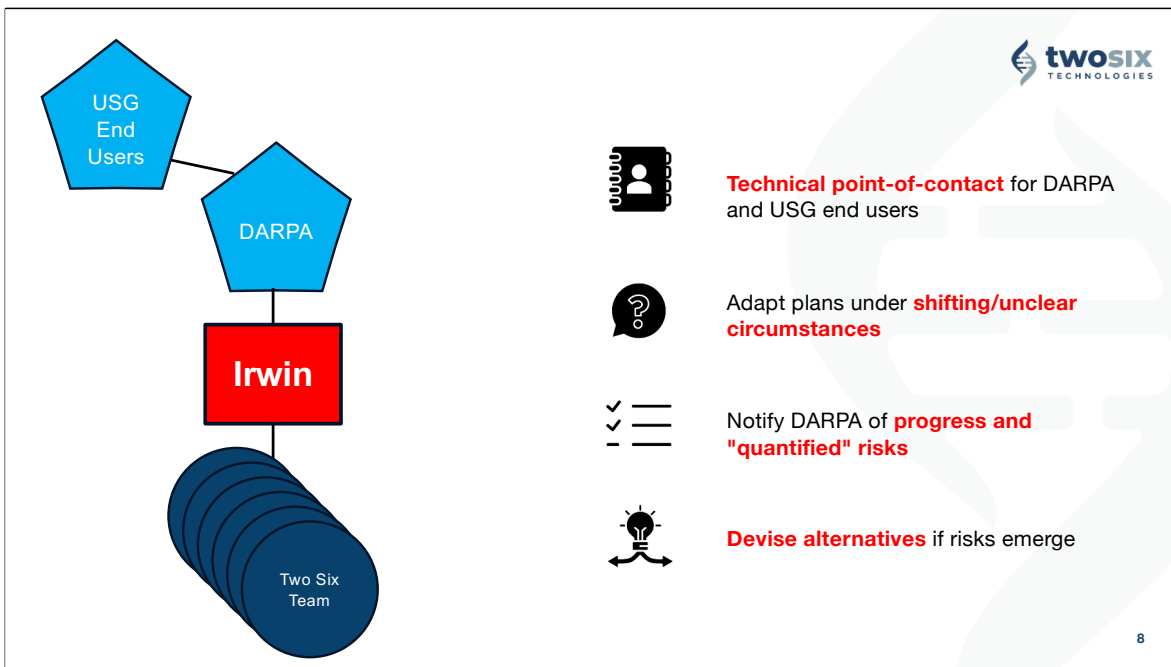 USG
End
Users
DARPA
Irwin
Two Six
Team
twosix
TECHNOLOGIES
Technical point-of-contact for DARPA
and USG end users
?
Adapt plans under shifting/unclear
circumstances
Notify DARPA of progress and
"quantified" risks
Devise alternatives if risks emerge
8